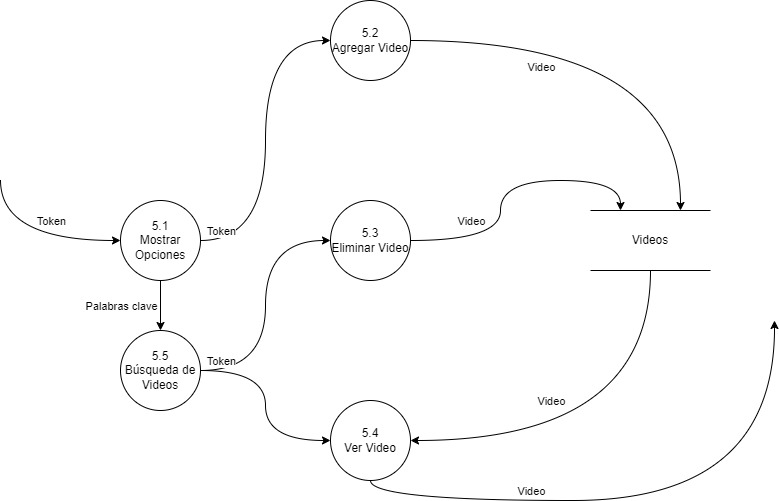 5.2
Agregar Video
Video
Token
5.1
Mostrar
Opciones
Token
5.3
Eliminar Video
Video
Videos
Palabras clave
5.5
Búsqueda de
Videos
Token
5.4
Ver Video
Video
Video